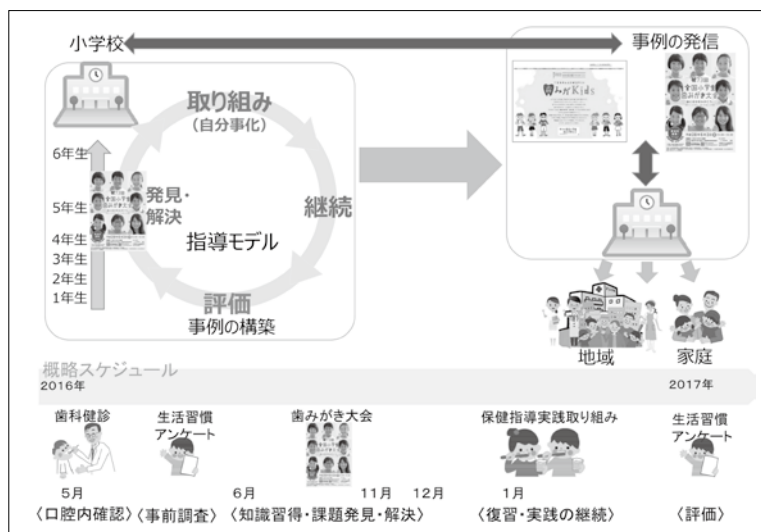 小学校
事例の発信
取り組み
(自分事化)
歯みがKids
6年生
5年生
4年生
3年生
2年生
1年生
発見・
解決
継続
指導モデル
評価
事例の構築
地域
家庭
概略スケジュール
2016年
2017年
歯科健診
生活習慣
アンケート
歯みがき大会
保健指導実践取り組み
生活習慣
アンケート
5月
6月
11月
12月
1月
〈口腔内確認〉
〈事前調査〉
〈知識習得・課題発見・解決〉
〈復習・実践の継続〉
〈評価〉